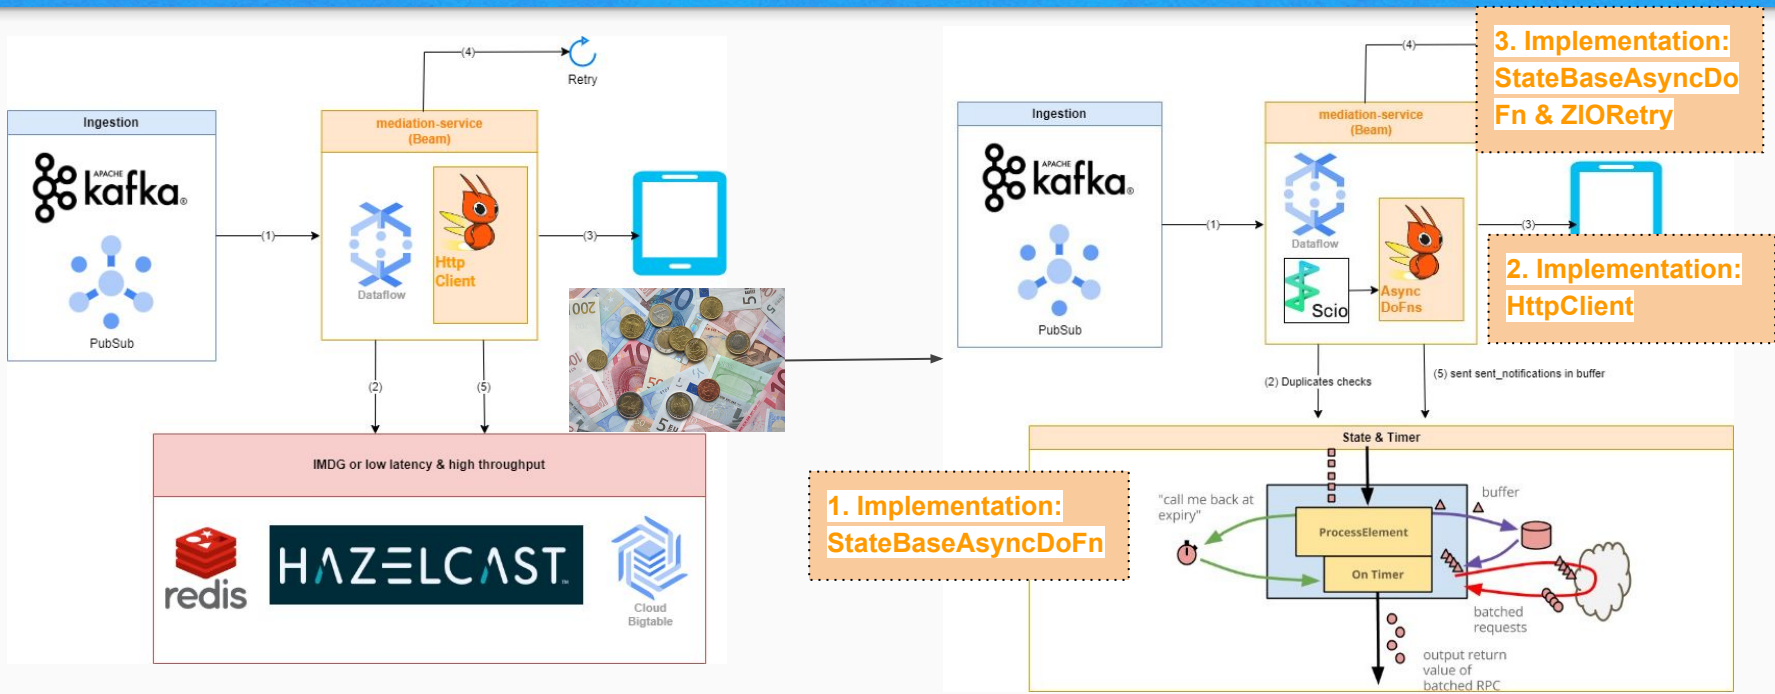 (4)
Retry
Ingestion
APACHE
kafka®
PubSub
(1)
mediation-service
(Beam)
Dataflow
Http
Client
(3)
(2)
(5)
IMDG or low latency & high throughput
redis
HAZELCAST
Cloud
Bigtable
(4)
3. Implementation:
StateBaseAsyncDo
Fn & ZIORetry
Ingestion
APACHE
kafka®
PubSub
(1)
mediation-service
(Beam)
Dataflow
Scio
Async
DoFns
(3)
2. Implementation:
HttpClient
(2) Duplicates checks
(5) sent sent_notifications in buffer
1. Implementation:
StateBaseAsyncDoFn
State & Timer
"call me back at
expiry"
buffer
ProcessElement
On Timer
batched
requests
output return
value of
batched RPC